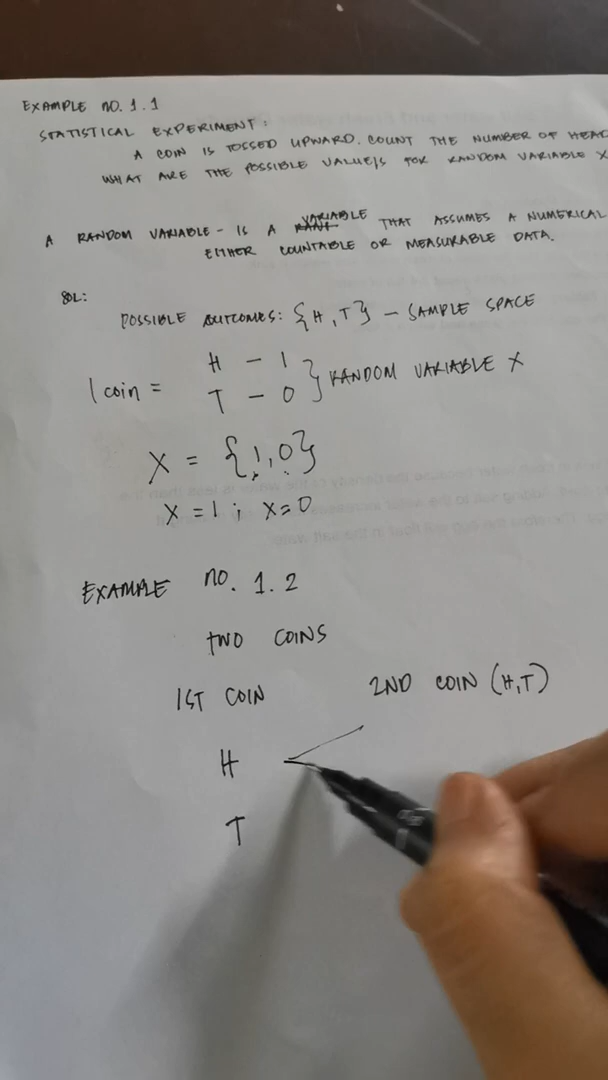 EXAMPLE NO. 1.1
STATISTICAL EXPERIMENT:
A COIN IS TOSSED UPWARD. COUNT THE NUMBER OF HEAD
WHAT ARE THE POSSIBLE VALUE/S FOR RANDOM VARIABLE X
A RANDOM VARIABLE - IS A VARIABLE THAT ASSUMES A NUMERICAL
EITHER COUNTABLE OR MEASURABLE DATA.
SOL:
POSSIBLE OUTCOMES: {H, T} - SAMPLE SPACE
1 coin = H - 1
T - 0 } RANDOM VARIABLE X
X = {1,0}
X = 1 ; X = 0
EXAMPLE NO. 1.2
TWO COINS
1ST COIN 2ND COIN (H,T)
H
T